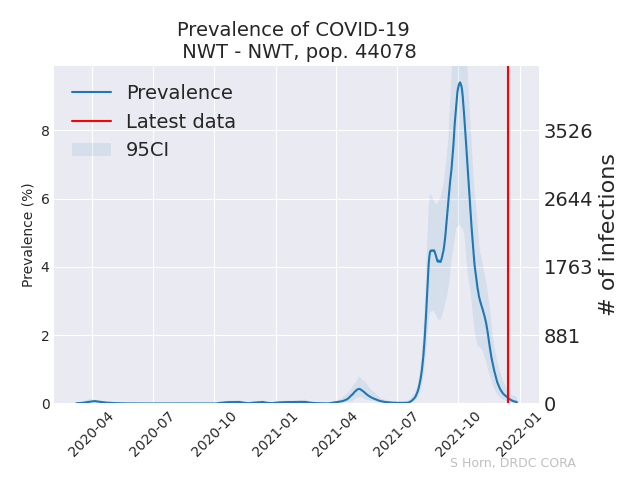 Prevalence of COVID-19
NWT - NWT, pop. 44078
Prevalence
Latest data
95CI
Prevalence (%)
8
6
4
2
0
3526
2644
1763
881
0
# of infections
2020-04
2020-07
2020-10
2021-01
2021-04
2021-07
2021-10
2022-01
S Horn, DRDC CORA